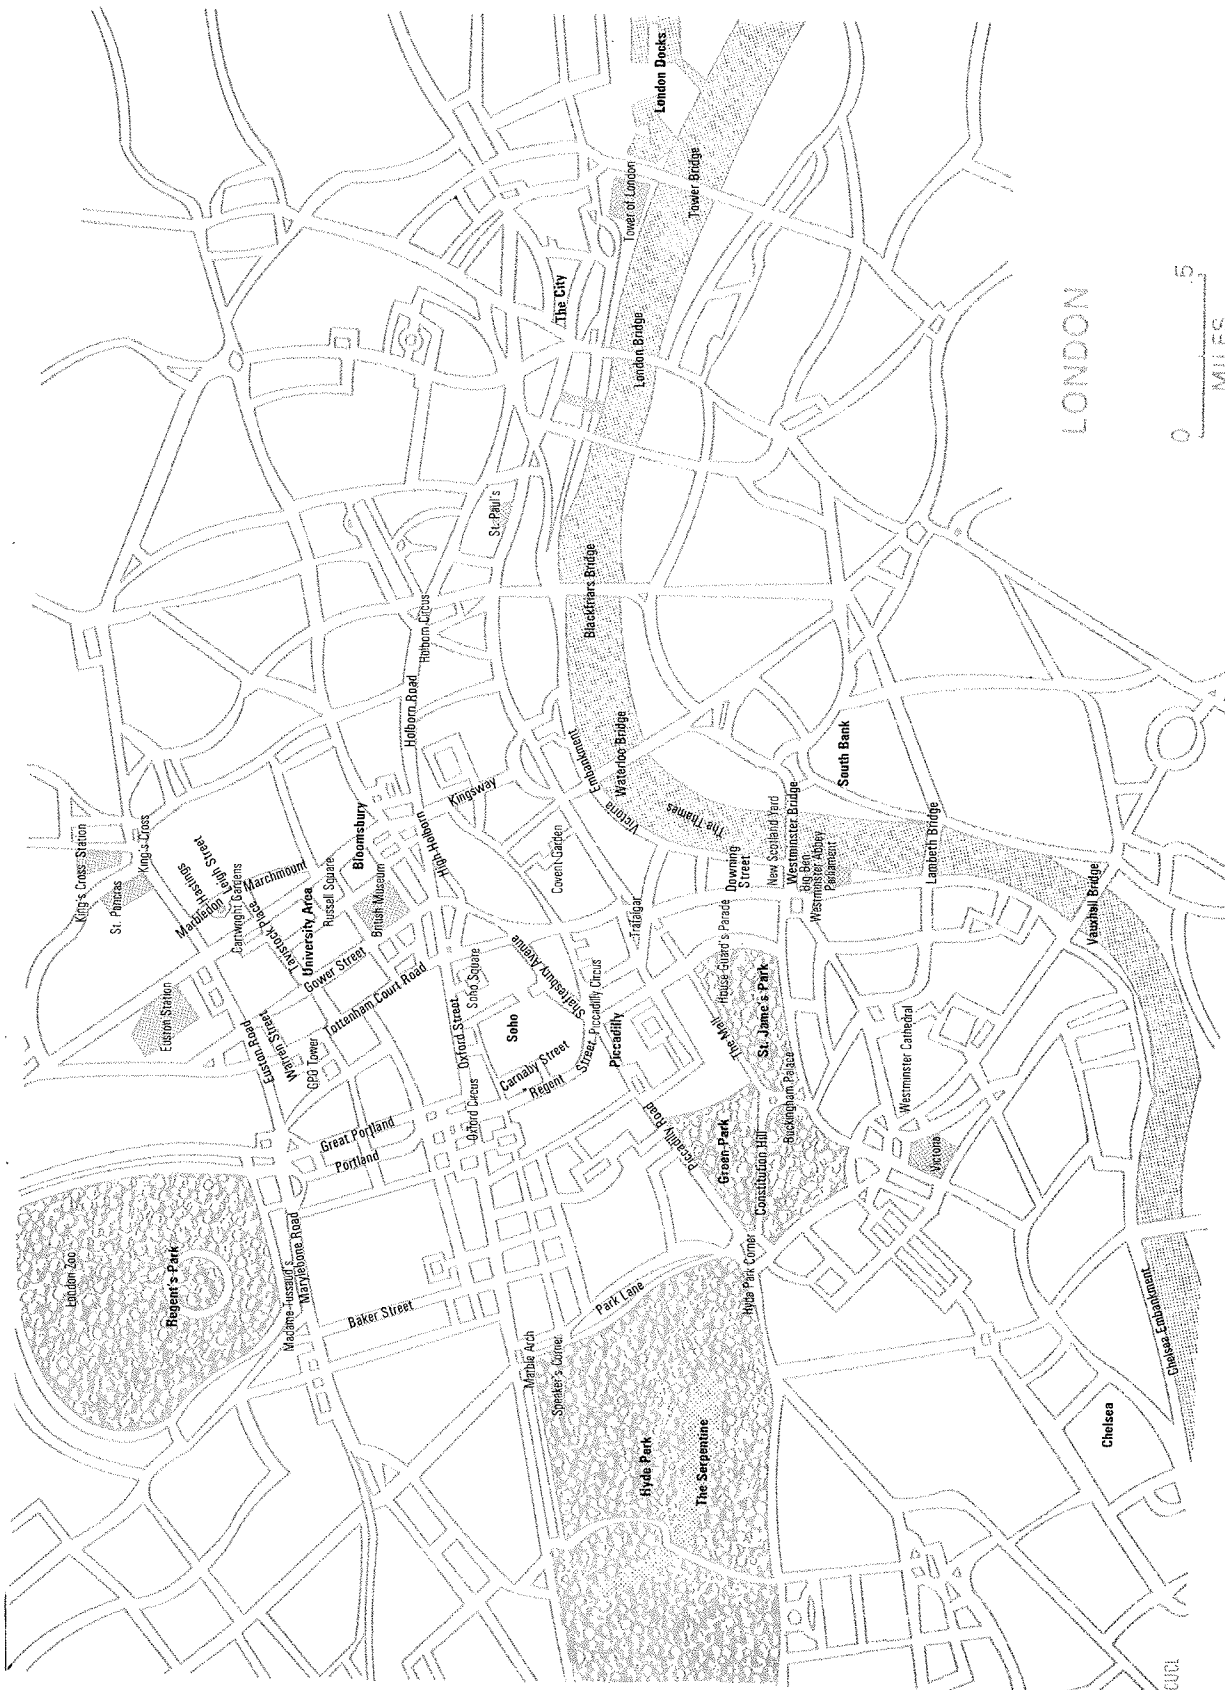 London Zoo
Regent's Park
Madame Tussaud's
Marylebone Road
Baker Street
Great Portland
Portland
Euston Station
Euston Road
Warren Street
GPO Tower
Tottenham Court Road
Gower Street
University Area
Tavistock Place
Cartwright Gardens
Marchmount
Marbledon
Hastings
Leigh Street
St. Pancras
King's Cross Station
King's Cross
Russell Square
Bloomsbury
British Museum
High Holborn
Holborn Road
Holborn Circus
Kingsway
Oxford Street
Oxford Circus
Soho Square
Soho
Carnaby Street
Regent
Street
Shaftesbury Avenue
Piccadilly Circus
Piccadilly
Covent Garden
Trafalgar
St. Paul's
The City
Tower of London
London Docks
Tower Bridge
London Bridge
Blackfriars Bridge
Waterloo Bridge
Victoria
Embankment
The Thames
Marble Arch
Speaker's Corner
Park Lane
Hyde Park
The Serpentine
Hyde Park Corner
Piccadilly Road
Green Park
Constitution Hill
Buckingham Palace
The Mall
St. Jame's Park
House Guard's Parade
Downing
Street
New Scotland Yard
Westminster Bridge
Big Ben
Westminster Abbey
Parliament
South Bank
Lambeth Bridge
Vauxhall Bridge
Westminster Cathedral
Victoria
Chelsea Embankment
Chelsea
LONDON
0 .5
MILES
CUCL